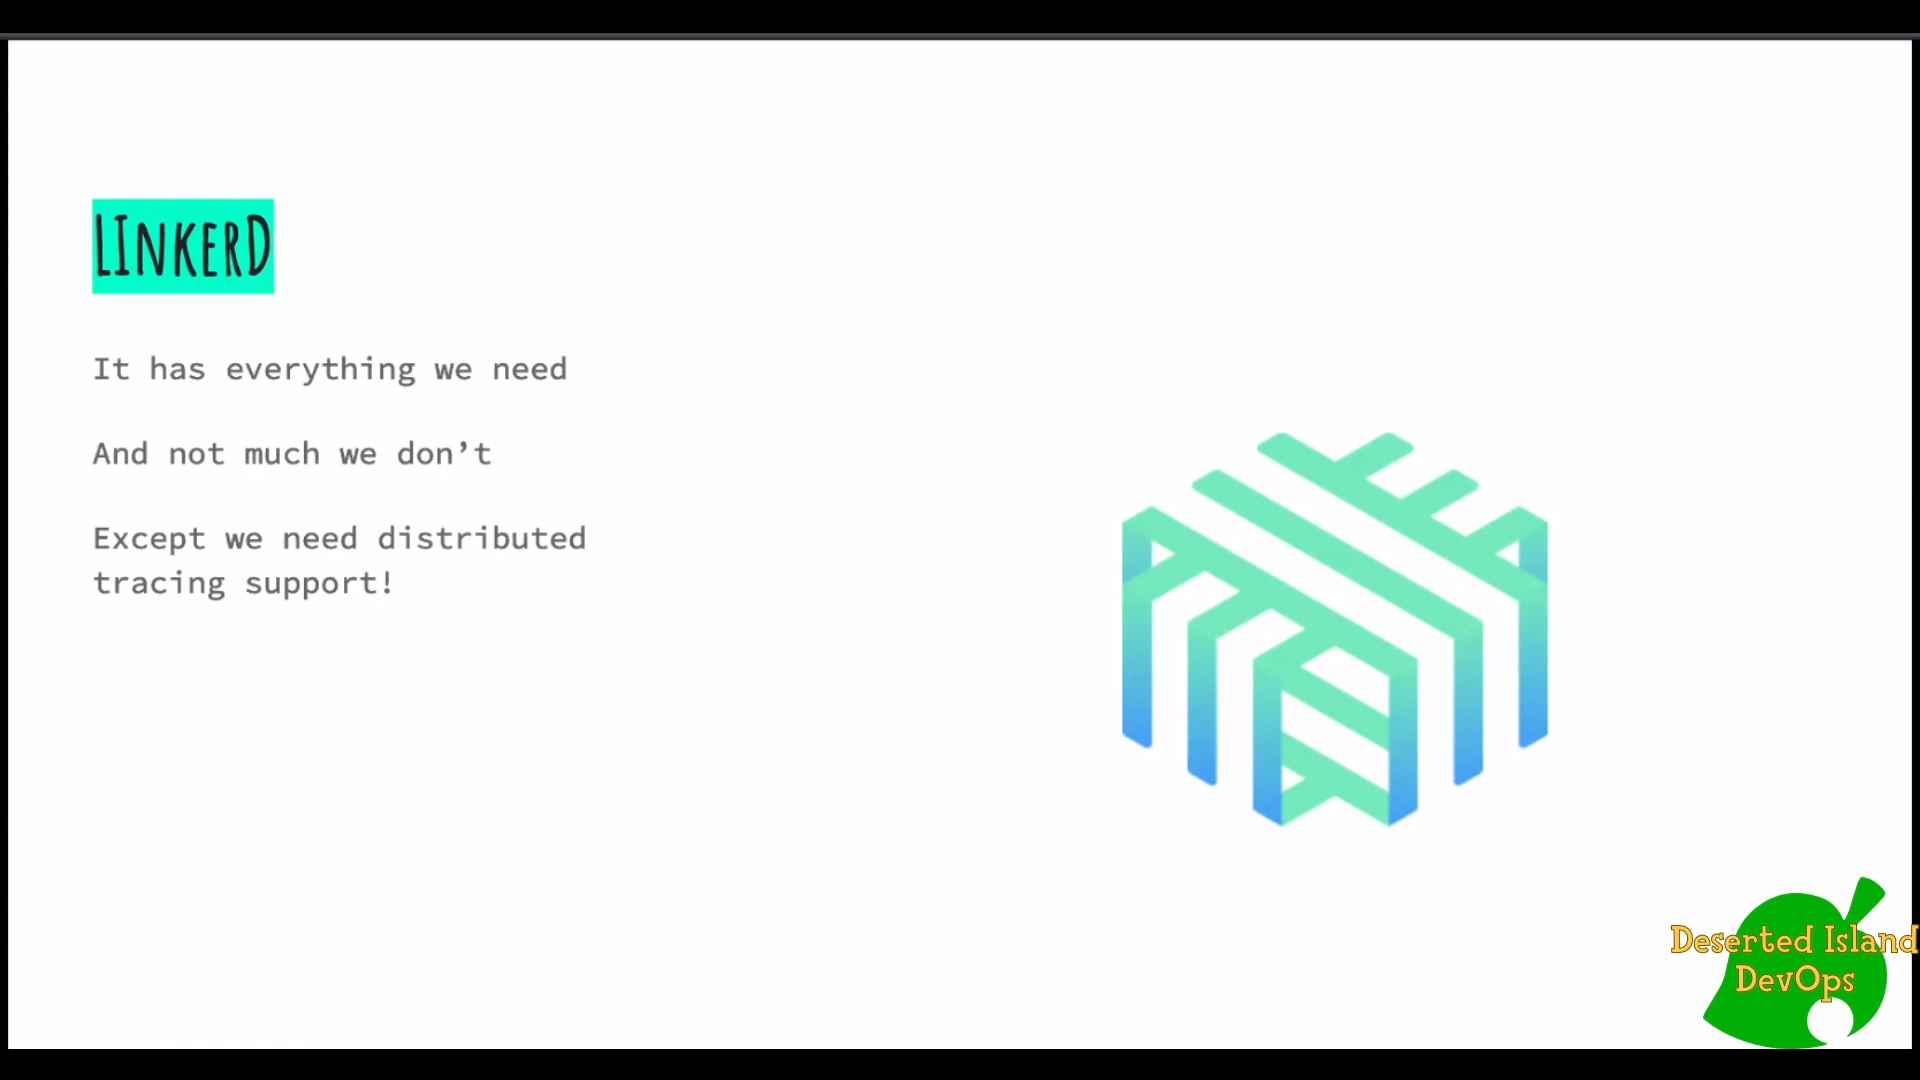 LINKERD
It has everything we need
And not much we don’t
Except we need distributed
tracing support!
Deserted Island
DevOps